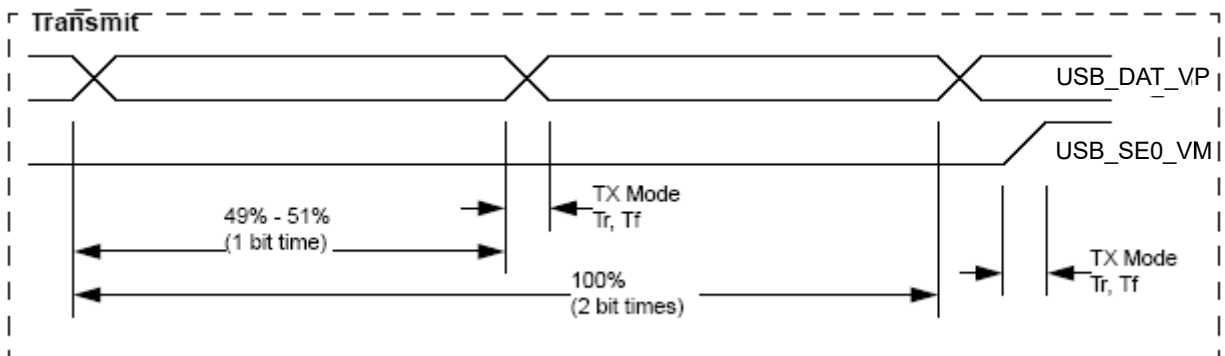 Transmit
USB_DAT_VP
USB_SE0_VM
TX Mode
Tr, Tf
49% - 51%
(1 bit time)
TX Mode
Tr, Tf
100%
(2 bit times)